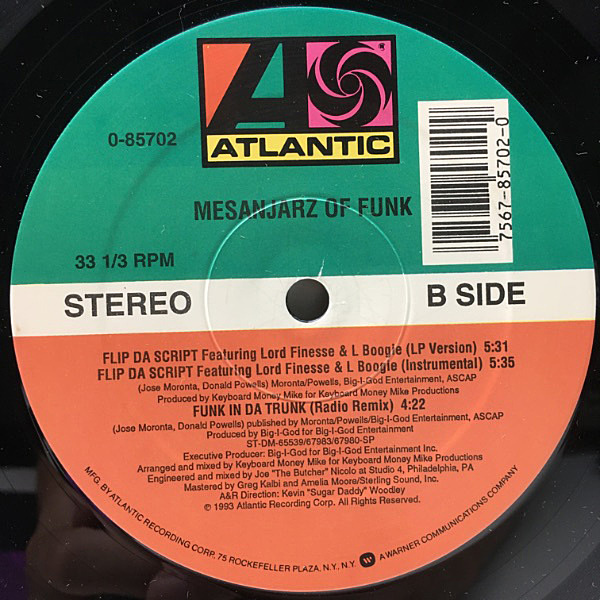 ATLANTIC
0-85702
7567-85702-0
MESANJARZ OF FUNK
33 1/3 RPM
STEREO
B SIDE
FLIP DA SCRIPT Featuring Lord Finesse & L Boogie (LP Version) 5:31
FLIP DA SCRIPT Featuring Lord Finesse & L Boogie (Instrumental) 5:35
(Jose Moronta, Donald Powells) Moronta/Powells, Big-I-God Entertainment, ASCAP
Produced by Keyboard Money Mike for Keyboard Money Mike Productions
FUNK IN DA TRUNK (Radio Remix) 4:22
(Jose Moronta, Donald Powells) published by Moronta/Powells/Big-I-God Entertainment, ASCAP
Produced by Big-I-God for Big-I-God Entertainment
ST-DM-65539/67983/67980-SP
Executive Producer: Big-I-God for Big-I-God Entertainment Inc.
Arranged and mixed by Keyboard Money Mike for Keyboard Money Mike Productions
Engineered and mixed by Joe "The Butcher" Nicolo at Studio 4, Philadelphia, PA
Mastered by Greg Kalbi and Amelia Moore/Sterling Sound, Inc.
A&R Direction: Kevin "Sugar Daddy" Woodley
© 1993 Atlantic Recording Corp. All Rights Reserved.
MFG. BY ATLANTIC RECORDING CORP. 75 ROCKEFELLER PLAZA, N.Y., N.Y. A WARNER COMMUNICATIONS COMPANY